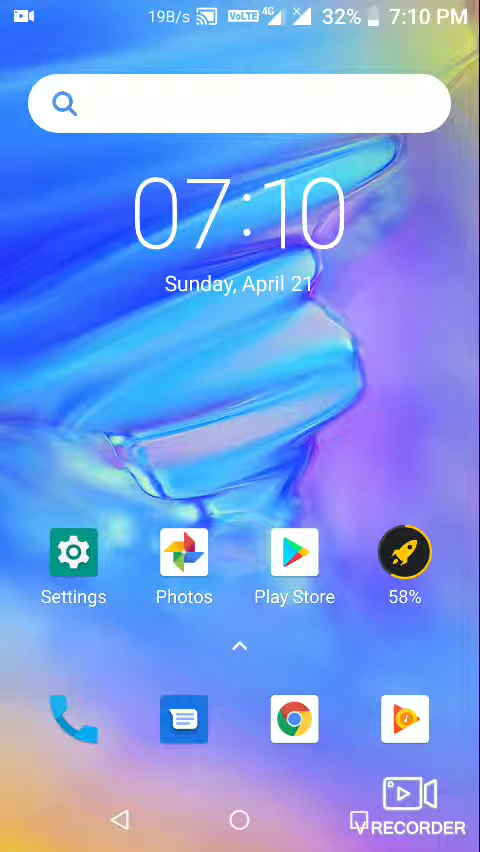 19B/s VoLTE 4G 32% 7:10 PM
07:10
Sunday, April 21
Settings Photos Play Store 58%
V RECORDER